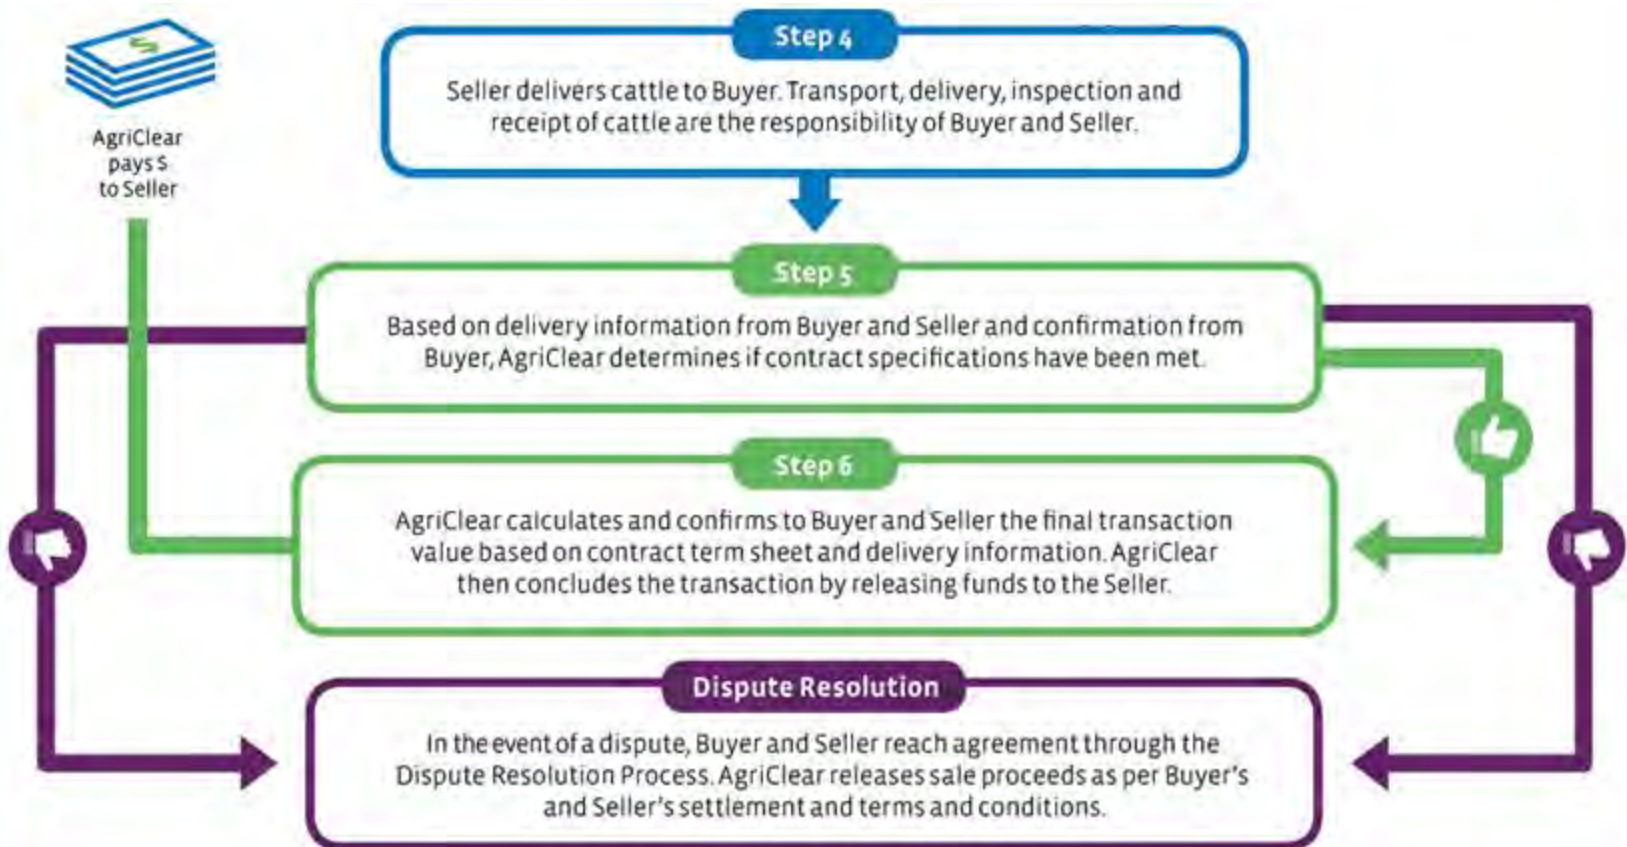 Step 4
Seller delivers cattle to Buyer. Transport, delivery, inspection and
receipt of cattle are the responsibility of Buyer and Seller.
$
AgriClear
pays $
to Seller
Step 5
Based on delivery information from Buyer and Seller and confirmation from
Buyer, AgriClear determines if contract specifications have been met.
Step 6
AgriClear calculates and confirms to Buyer and Seller the final transaction
value based on contract term sheet and delivery information. AgriClear
then concludes the transaction by releasing funds to the Seller.
Dispute Resolution
In the event of a dispute, Buyer and Seller reach agreement through the
Dispute Resolution Process. AgriClear releases sale proceeds as per Buyer's
and Seller's settlement and terms and conditions.